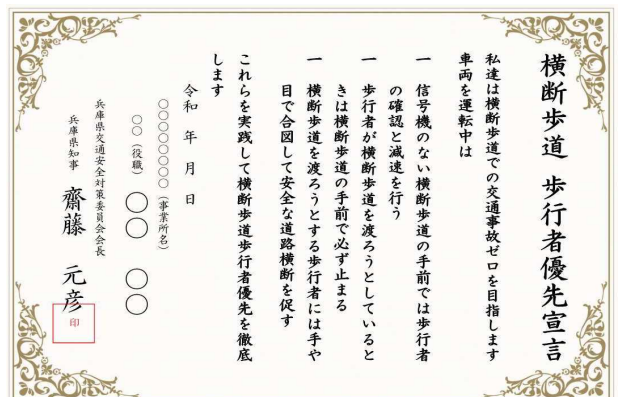 横断歩道　歩行者優先宣言
私達は横断歩道での交通事故ゼロを目指します
車両を運転中は
一　信号機のない横断歩道の手前では歩行者
の確認と減速を行う
一　歩行者が横断歩道を渡ろうとしていると
きは横断歩道の手前で必ず止まる
一　横断歩道を渡ろうとする歩行者には手や
目で合図して安全な道路横断を促す
これらを実践して横断歩道歩行者優先を徹底
します
令和　年　月　日
○○○○○○○○（事業所名）
○○（役職）　○○　○○
兵庫県交通安全対策委員会会長
兵庫県知事　齋藤　元彦
印